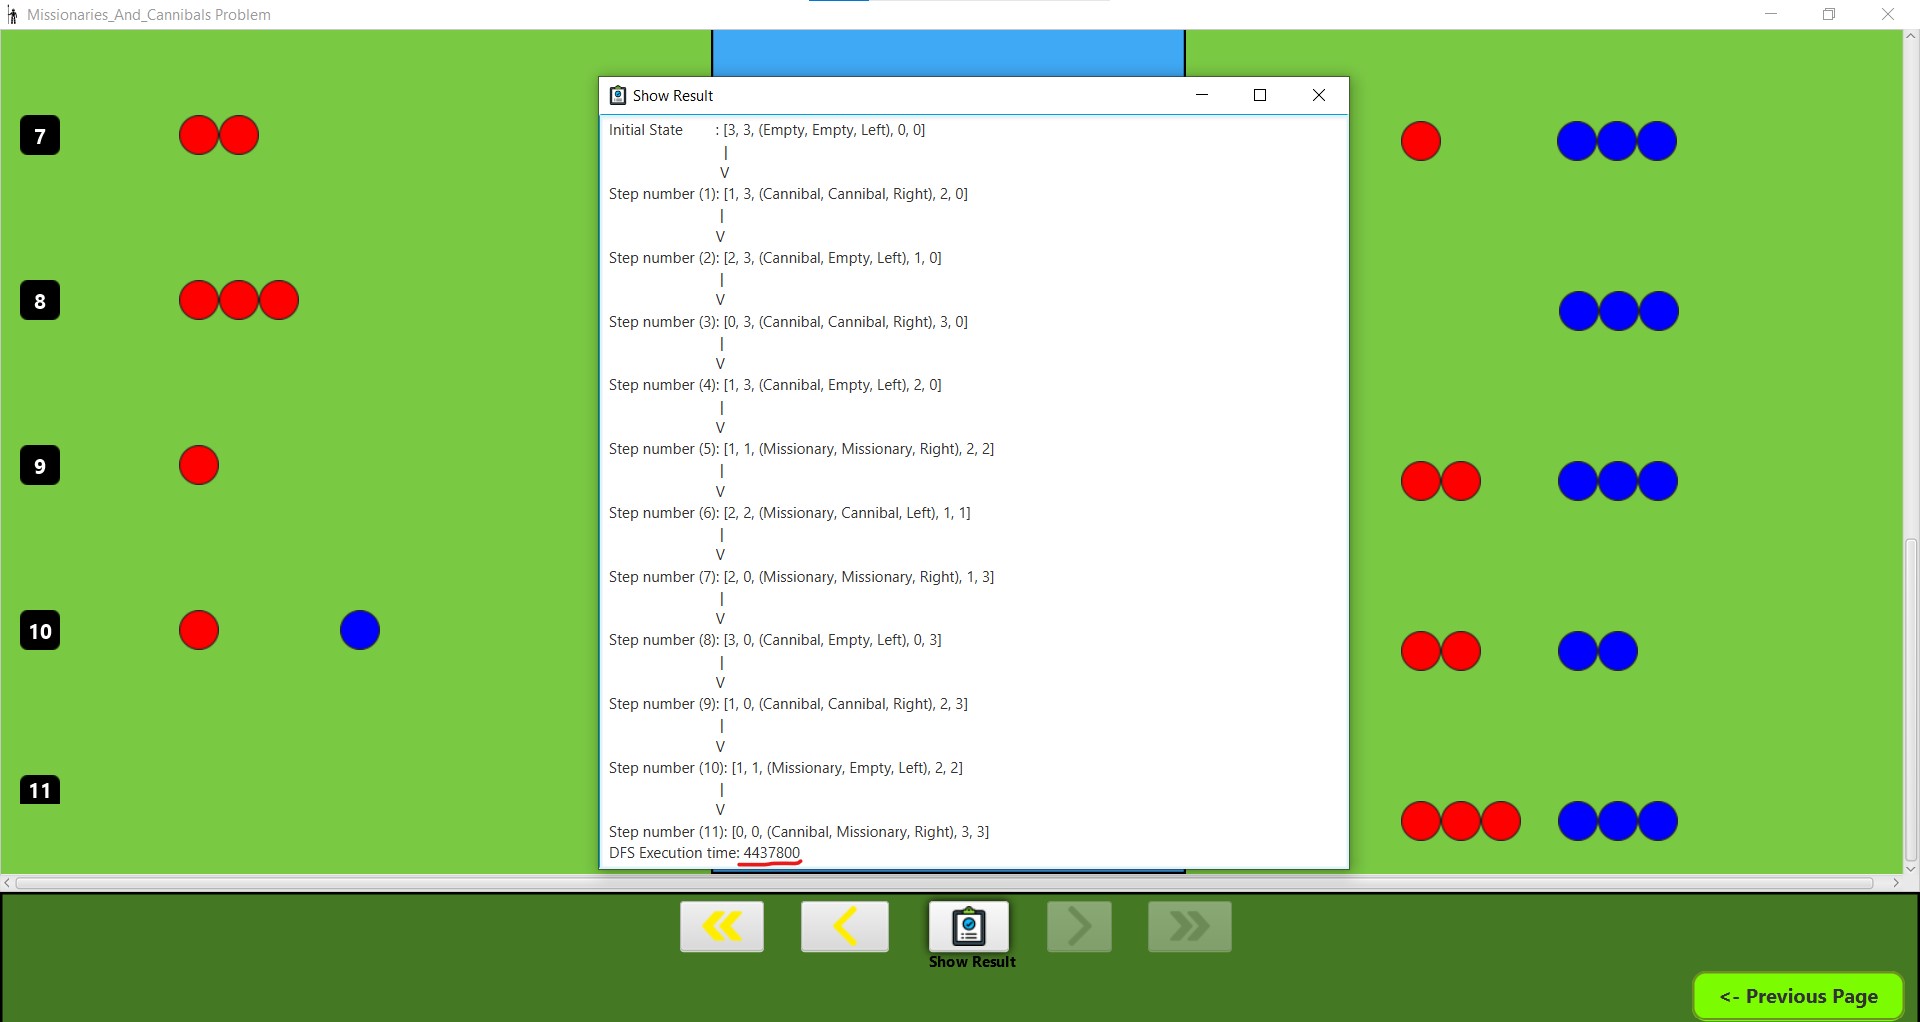 Missionaries_And_Cannibals Problem
Show Result
Initial State : [3, 3, (Empty, Empty, Left), 0, 0]
|
V
Step number (1): [1, 3, (Cannibal, Cannibal, Right), 2, 0]
|
V
Step number (2): [2, 3, (Cannibal, Empty, Left), 1, 0]
|
V
Step number (3): [0, 3, (Cannibal, Cannibal, Right), 3, 0]
|
V
Step number (4): [1, 3, (Cannibal, Empty, Left), 2, 0]
|
V
Step number (5): [1, 1, (Missionary, Missionary, Right), 2, 2]
|
V
Step number (6): [2, 2, (Missionary, Cannibal, Left), 1, 1]
|
V
Step number (7): [2, 0, (Missionary, Missionary, Right), 1, 3]
|
V
Step number (8): [3, 0, (Cannibal, Empty, Left), 0, 3]
|
V
Step number (9): [1, 0, (Cannibal, Cannibal, Right), 2, 3]
|
V
Step number (10): [1, 1, (Missionary, Empty, Left), 2, 2]
|
V
Step number (11): [0, 0, (Cannibal, Missionary, Right), 3, 3]
DFS Execution time: 4437800
7
8
9
10
11
Show Result
<- Previous Page